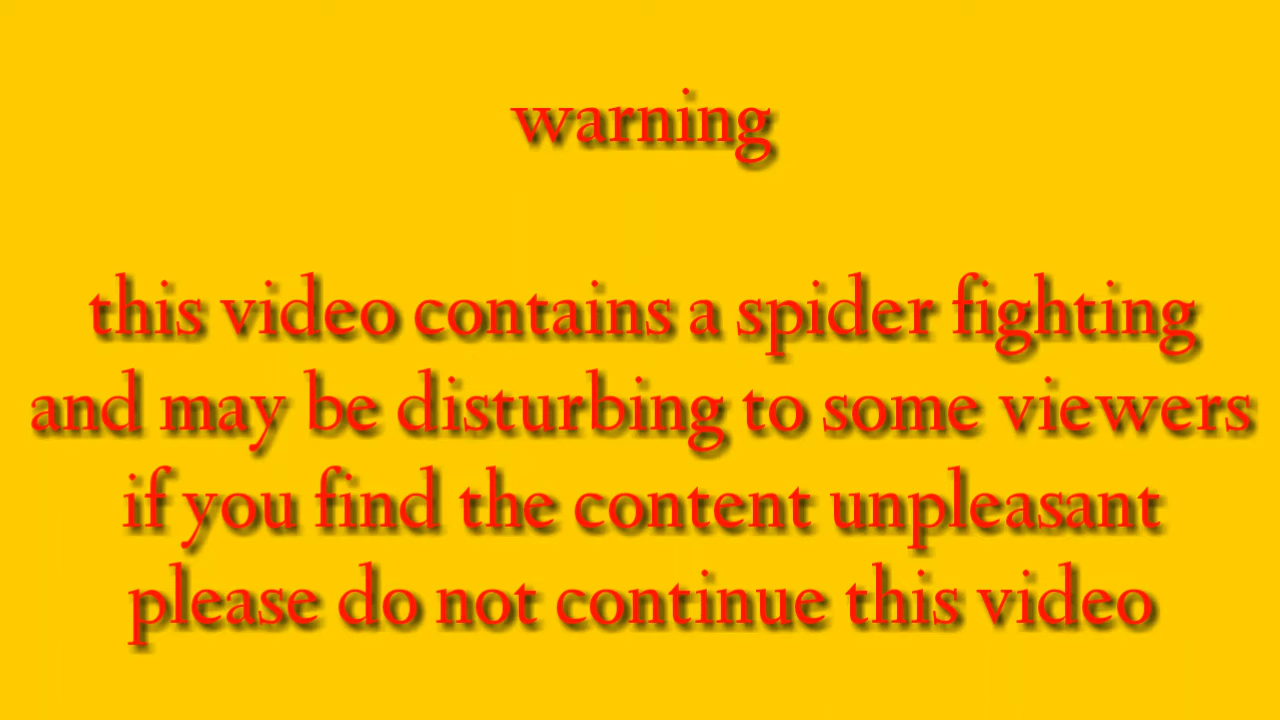 warning
this video contains a spider fighting
and may be disturbing to some viewers
if you find the content unpleasant
please do not continue this video